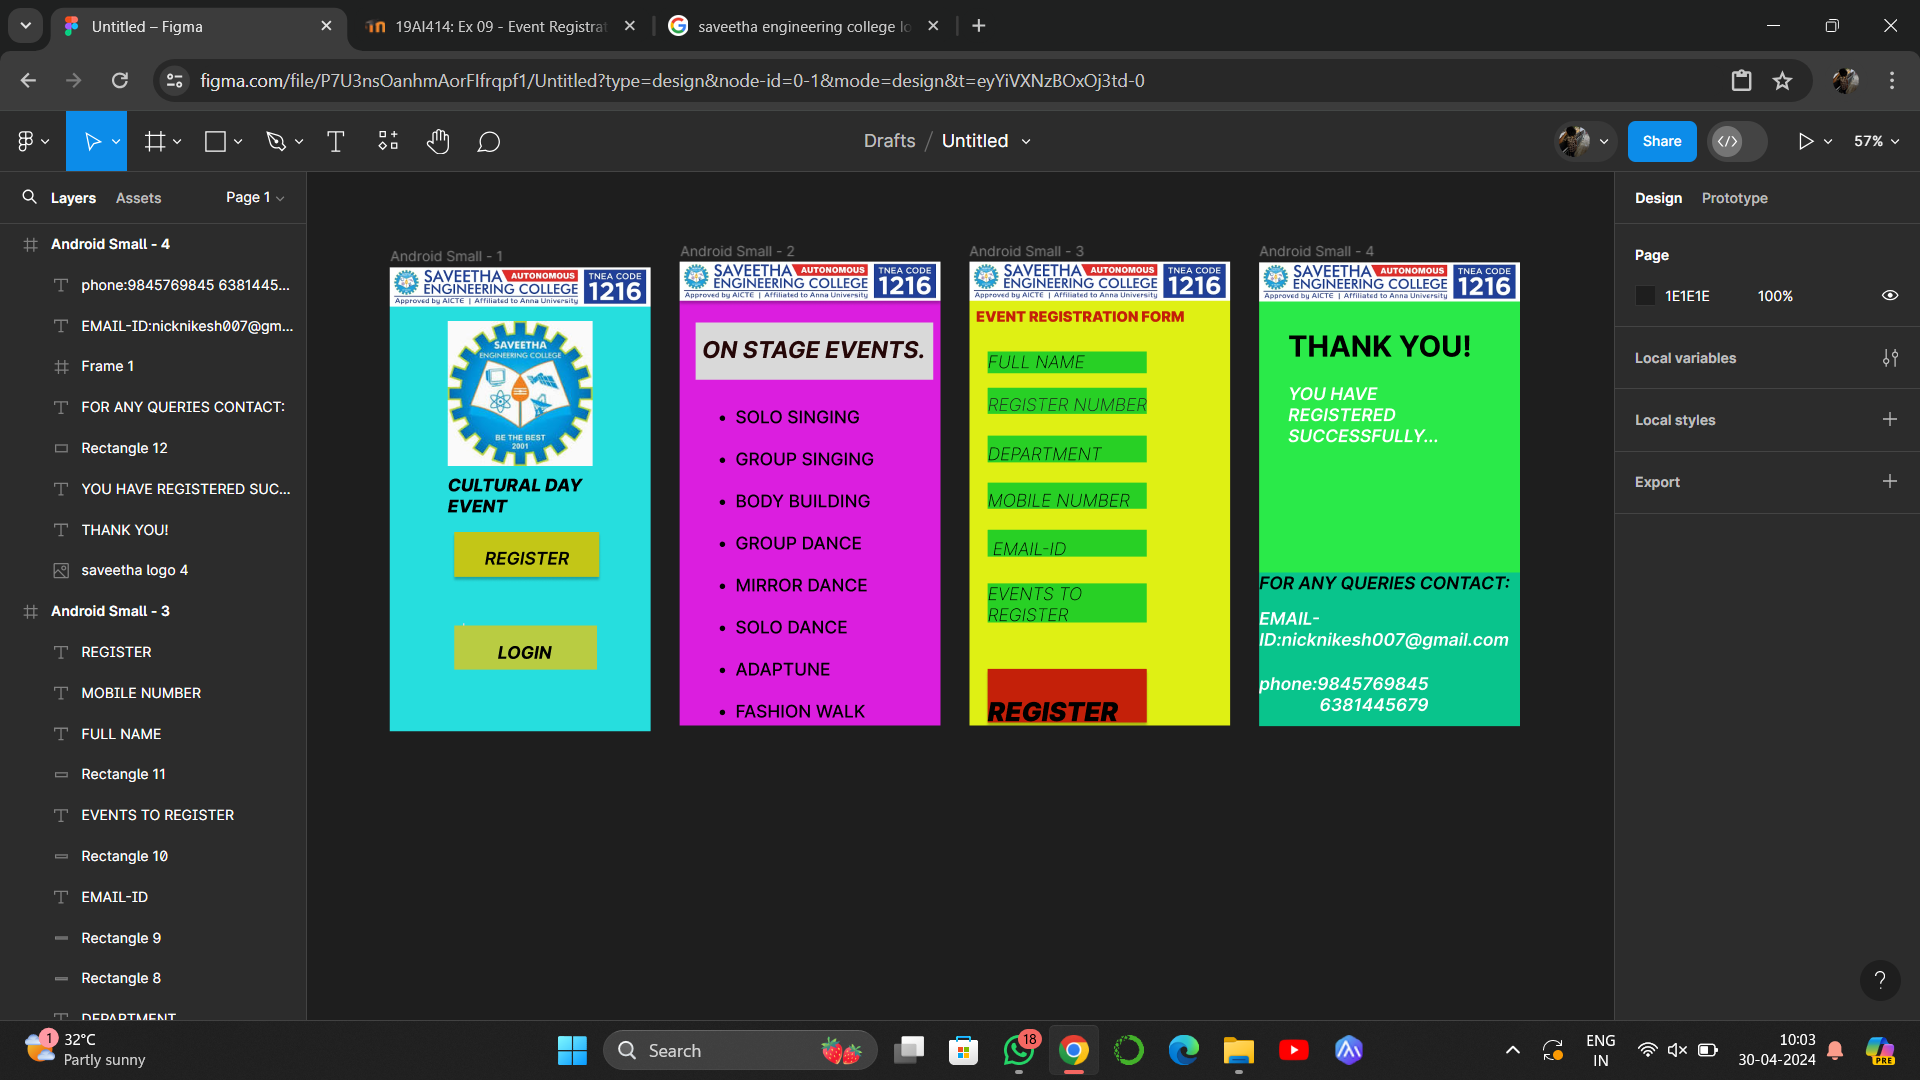 Untitled – Figma
19AI414: Ex 09 - Event Registrat
saveetha engineering college lo
figma.com/file/P7U3nsOanhmAorFIfrqpf1/Untitled?type=design&node-id=0-1&mode=design&t=eyYiVXNzBOxOj3td-0
Drafts / Untitled
Share
57%
Layers
Assets
Page 1
Android Small - 4
phone:9845769845 6381445...
EMAIL-ID:nicknikesh007@gm...
Frame 1
FOR ANY QUERIES CONTACT:
Rectangle 12
YOU HAVE REGISTERED SUC...
THANK YOU!
saveetha logo 4
Android Small - 3
REGISTER
MOBILE NUMBER
FULL NAME
Rectangle 11
EVENTS TO REGISTER
Rectangle 10
EMAIL-ID
Rectangle 9
Rectangle 8
DEPARTMENT
Android Small - 1
SAVEETHA AUTONOMOUS
ENGINEERING COLLEGE
Approved by AICTE | Affiliated to Anna University
TNEA CODE
1216
SAVEETHA
ENGINEERING COLLEGE
BE THE BEST
2001
CULTURAL DAY
EVENT
REGISTER
LOGIN
Android Small - 2
SAVEETHA AUTONOMOUS
ENGINEERING COLLEGE
Approved by AICTE | Affiliated to Anna University
TNEA CODE
1216
ON STAGE EVENTS.
• SOLO SINGING
• GROUP SINGING
• BODY BUILDING
• GROUP DANCE
• MIRROR DANCE
• SOLO DANCE
• ADAPTUNE
• FASHION WALK
Android Small - 3
SAVEETHA AUTONOMOUS
ENGINEERING COLLEGE
Approved by AICTE | Affiliated to Anna University
TNEA CODE
1216
EVENT REGISTRATION FORM
FULL NAME
REGISTER NUMBER
DEPARTMENT
MOBILE NUMBER
EMAIL-ID
EVENTS TO
REGISTER
REGISTER
Android Small - 4
SAVEETHA AUTONOMOUS
ENGINEERING COLLEGE
Approved by AICTE | Affiliated to Anna University
TNEA CODE
1216
THANK YOU!
YOU HAVE
REGISTERED
SUCCESSFULLY...
FOR ANY QUERIES CONTACT:
EMAIL-
ID:nicknikesh007@gmail.com
phone:9845769845
6381445679
Design
Prototype
Page
1E1E1E
100%
Local variables
Local styles
Export
?
1
32°C
Partly sunny
Search
18
ENG
IN
10:03
30-04-2024
PRE